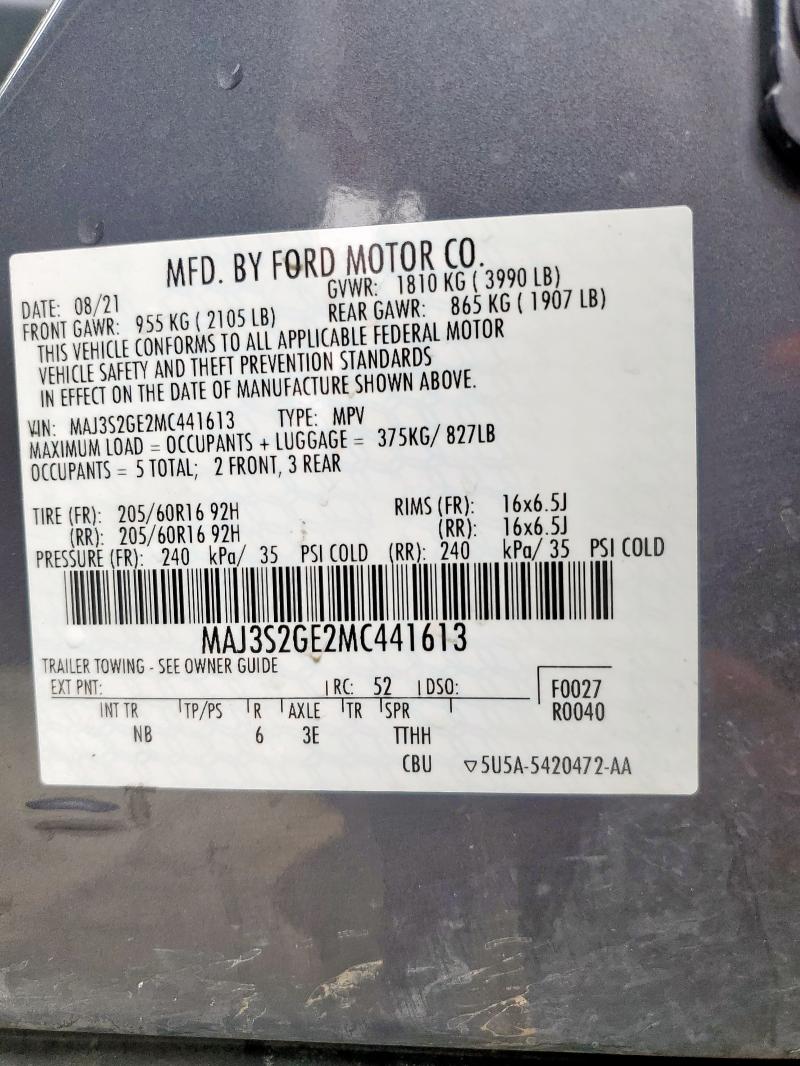 MFD. BY FORD MOTOR CO.
DATE: 08/21 GVWR: 1810 KG ( 3990 LB)
FRONT GAWR: 955 KG ( 2105 LB) REAR GAWR: 865 KG ( 1907 LB)
THIS VEHICLE CONFORMS TO ALL APPLICABLE FEDERAL MOTOR
VEHICLE SAFETY AND THEFT PREVENTION STANDARDS
IN EFFECT ON THE DATE OF MANUFACTURE SHOWN ABOVE.
VIN: MAJ3S2GE2MC441613 TYPE: MPV
MAXIMUM LOAD = OCCUPANTS + LUGGAGE = 375KG/ 827LB
OCCUPANTS = 5 TOTAL; 2 FRONT, 3 REAR
TIRE (FR): 205/60R16 92H RIMS (FR): 16x6.5J
(RR): 205/60R16 92H (RR): 16x6.5J
PRESSURE (FR): 240 kPa/ 35 PSI COLD (RR): 240 kPa/ 35 PSI COLD
MAJ3S2GE2MC441613
TRAILER TOWING - SEE OWNER GUIDE
EXT PNT: RC: 52 DSO: F0027
INT TR TP/PS R AXLE TR SPR R0040
NB 6 3E TTHH
CBU ▽5U5A-5420472-AA